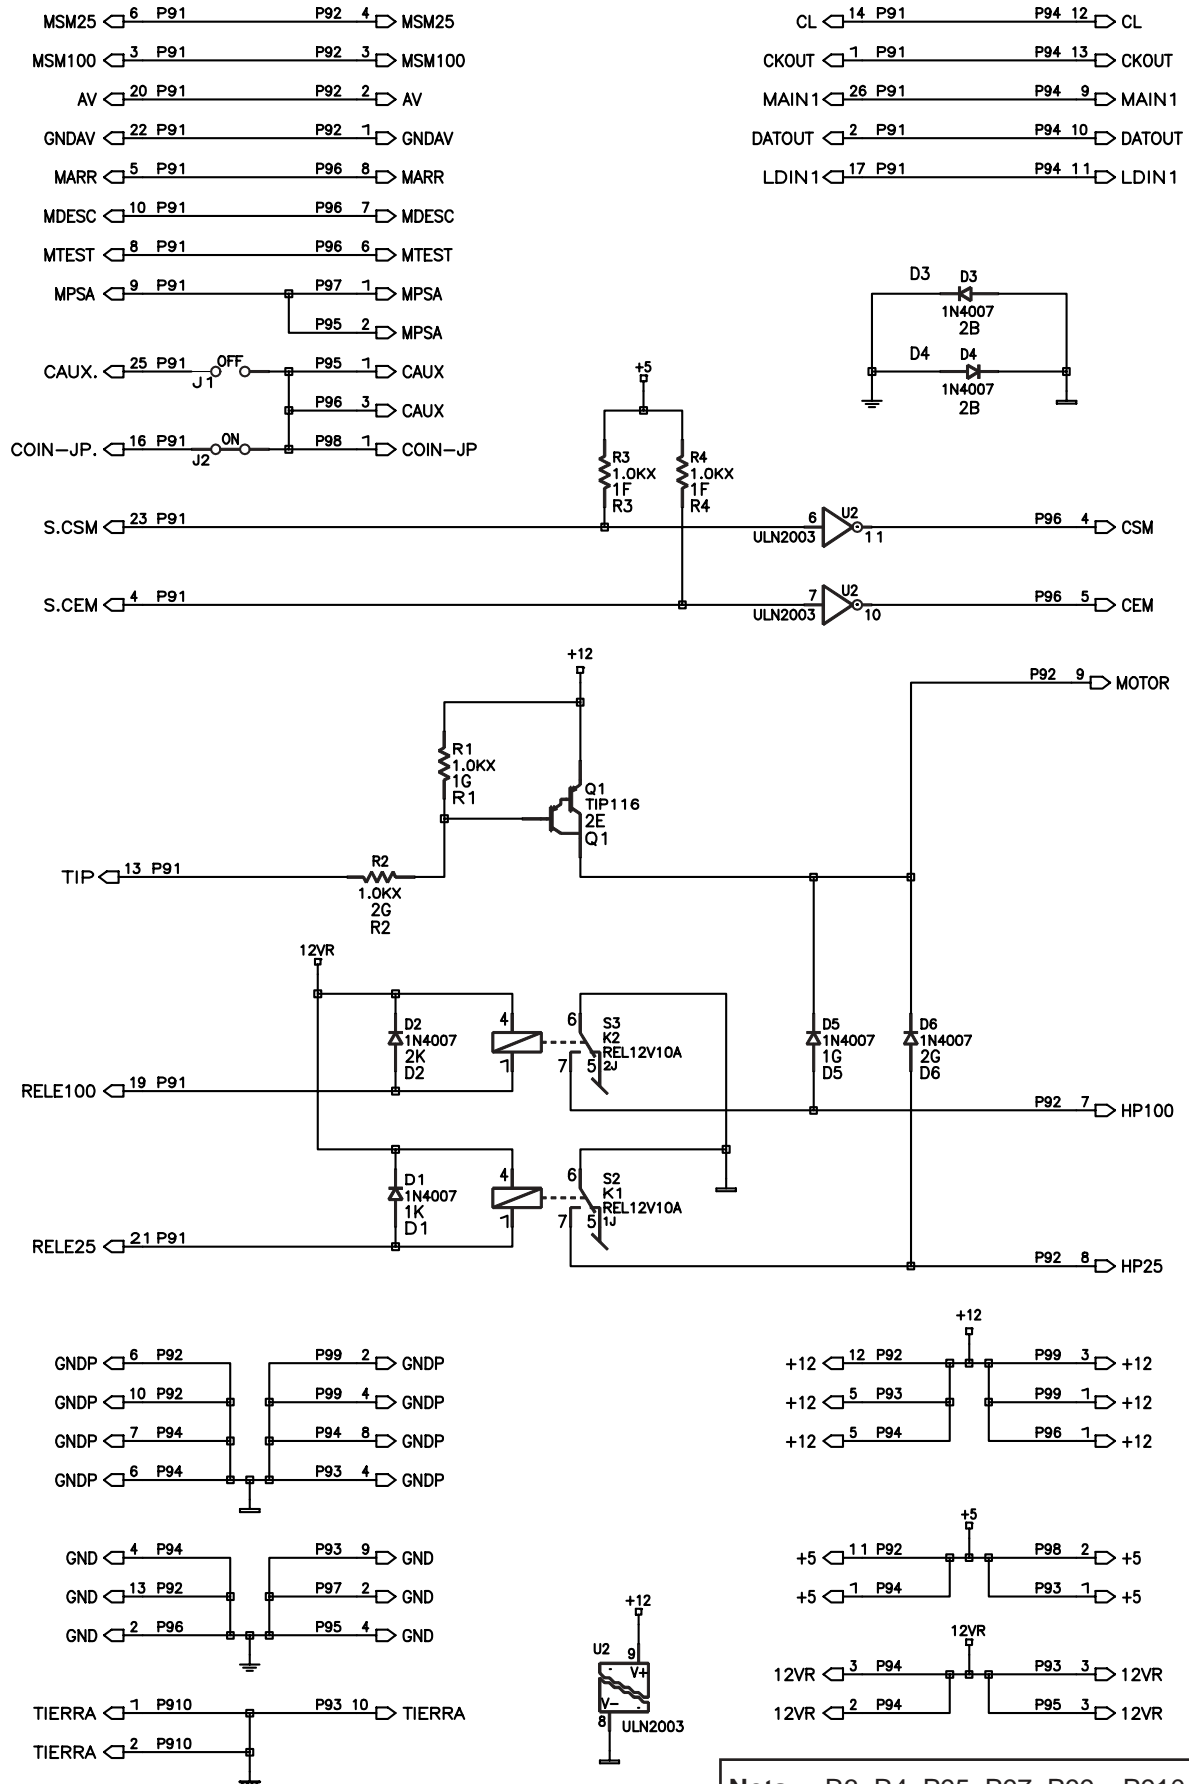 MSM25 6 P91 P92 4 MSM25
MSM100 3 P91 P92 3 MSM100
AV 20 P91 P92 2 AV
GNDAV 22 P91 P92 1 GNDAV
MARR 5 P91 P96 8 MARR
MDESC 10 P91 P96 7 MDESC
MTEST 8 P91 P96 6 MTEST
MPSA 9 P91 P97 1 MPSA
P95 2 MPSA
CAUX. 25 P91 OFF J1 P95 1 CAUX
P96 3 CAUX
COIN-JP. 16 P91 ON J2 P98 1 COIN-JP
CL 14 P91 P94 12 CL
CKOUT 1 P91 P94 13 CKOUT
MAIN1 26 P91 P94 9 MAIN1
DATOUT 2 P91 P94 10 DATOUT
LDIN1 17 P91 P94 11 LDIN1
D3 D3
1N4007
2B
D4 D4
1N4007
2B
+5
R3
1.0KX
1F
R3
R4
1.0KX
1F
R4
S.CSM 23 P91 6 U2 ULN2003 11 P96 4 CSM
S.CEM 4 P91 7 U2 ULN2003 10 P96 5 CEM
+12
P92 9 MOTOR
R1
1.0KX
1G
R1
Q1
TIP116
2E
Q1
TIP 13 P91
R2
1.0KX
2G
R2
12VR
D2
1N4007
2K
D2
4
1
6
7
5
S3
K2
REL12V10A
2J
D5
1N4007
1G
D5
D6
1N4007
2G
D6
RELE100 19 P91
P92 7 HP100
D1
1N4007
1K
D1
4
1
6
7
5
S2
K1
REL12V10A
1J
RELE25 21 P91
P92 8 HP25
GNDP 6 P92 P99 2 GNDP
GNDP 10 P92 P99 4 GNDP
GNDP 7 P94 P94 8 GNDP
GNDP 6 P94 P93 4 GNDP
+12
+12 12 P92 P99 3 +12
+12 5 P93 P99 1 +12
+12 5 P94 P96 1 +12
GND 4 P94 P93 9 GND
GND 13 P92 P97 2 GND
GND 2 P96 P95 4 GND
+5
+5 11 P92 P98 2 +5
+5 1 P94 P93 1 +5
12VR
12VR 3 P94 P93 3 12VR
12VR 2 P94 P95 3 12VR
TIERRA 1 P910 P93 10 TIERRA
TIERRA 2 P910
+12
U2
9
V+
V-
8
ULN2003